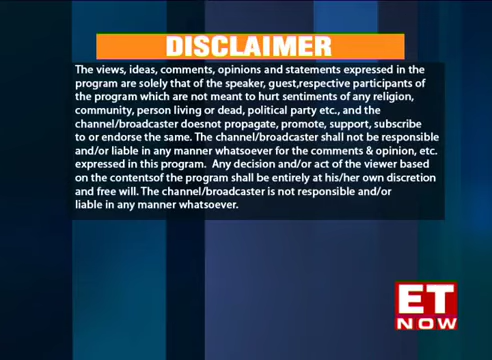 DISCLAIMER
The views, ideas, comments, opinions and statements expressed in the
program are solely that of the speaker, guest,respective participants of
the program which are not meant to hurt sentiments of any religion,
community, person living or dead, political party etc., and the
channel/broadcaster doesnot propagate, promote, support, subscribe
to or endorse the same. The channel/broadcaster shall not be responsible
and/or liable in any manner whatsoever for the comments & opinion, etc.
expressed in this program. Any decision and/or act of the viewer based
on the contentsof the program shall be entirely at his/her own discretion
and free will. The channel/broadcaster is not responsible and/or
liable in any manner whatsoever.
ET
NOW